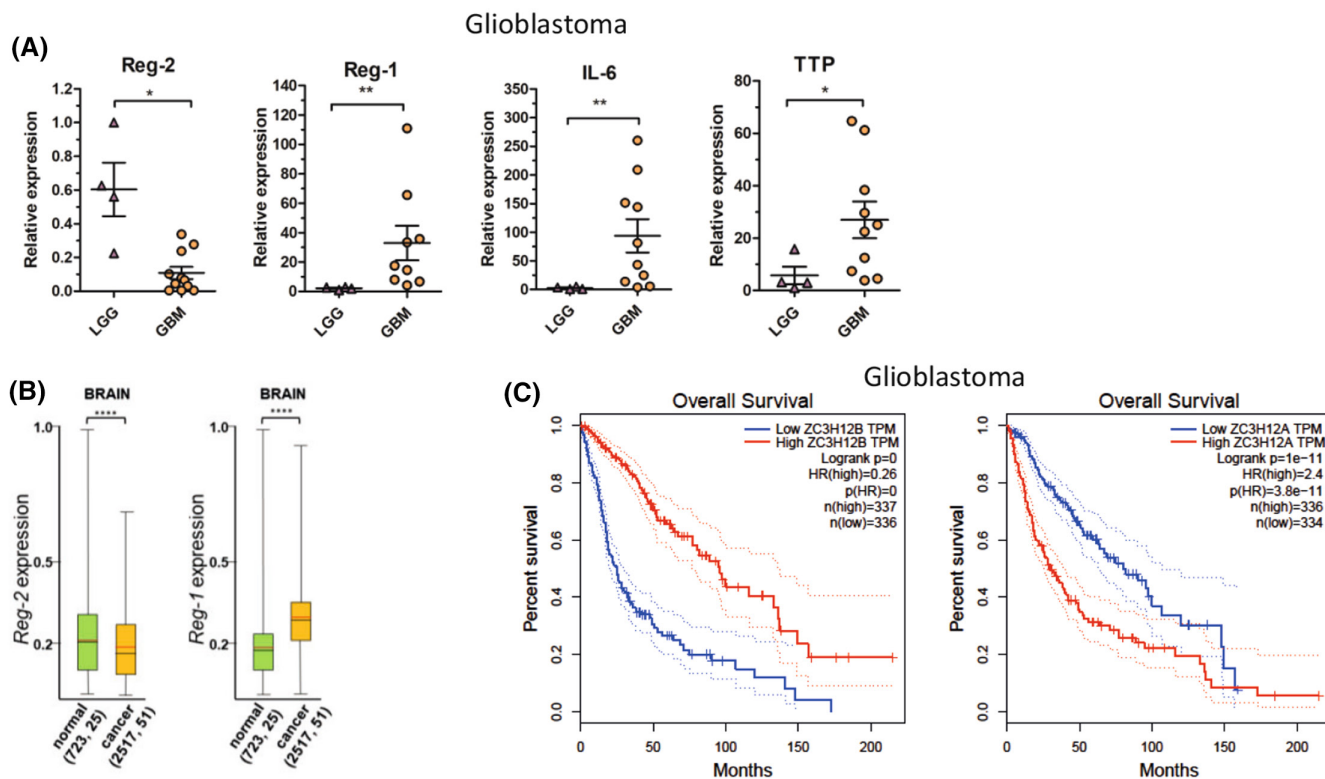 Glioblastoma
(A)
Reg-2
*
Relative expression
1.2
1.0
0.8
0.6
0.4
0.2
0.0
LGG
GBM
Reg-1
**
Relative expression
140
120
100
80
60
40
20
0
LGG
GBM
IL-6
**
Relative expression
350
300
250
200
150
100
50
0
LGG
GBM
TTP
*
Relative expression
80
60
40
20
0
LGG
GBM
(B)
BRAIN
****
Reg-2 expression
1.0
0.5
0.2
normal
(723, 25)
cancer
(2517, 51)
BRAIN
****
Reg-1 expression
1.0
0.5
0.2
normal
(723, 25)
cancer
(2517, 51)
Glioblastoma
(C)
Overall Survival
Low ZC3H12B TPM
High ZC3H12B TPM
Logrank p=0
HR(high)=0.26
p(HR)=0
n(high)=337
n(low)=336
Percent survival
1.0
0.8
0.6
0.4
0.2
0.0
0
50
100
150
200
Months
Overall Survival
Low ZC3H12A TPM
High ZC3H12A TPM
Logrank p=1e−11
HR(high)=2.4
p(HR)=3.8e−11
n(high)=336
n(low)=334
Percent survival
1.0
0.8
0.6
0.4
0.2
0.0
0
50
100
150
200
Months